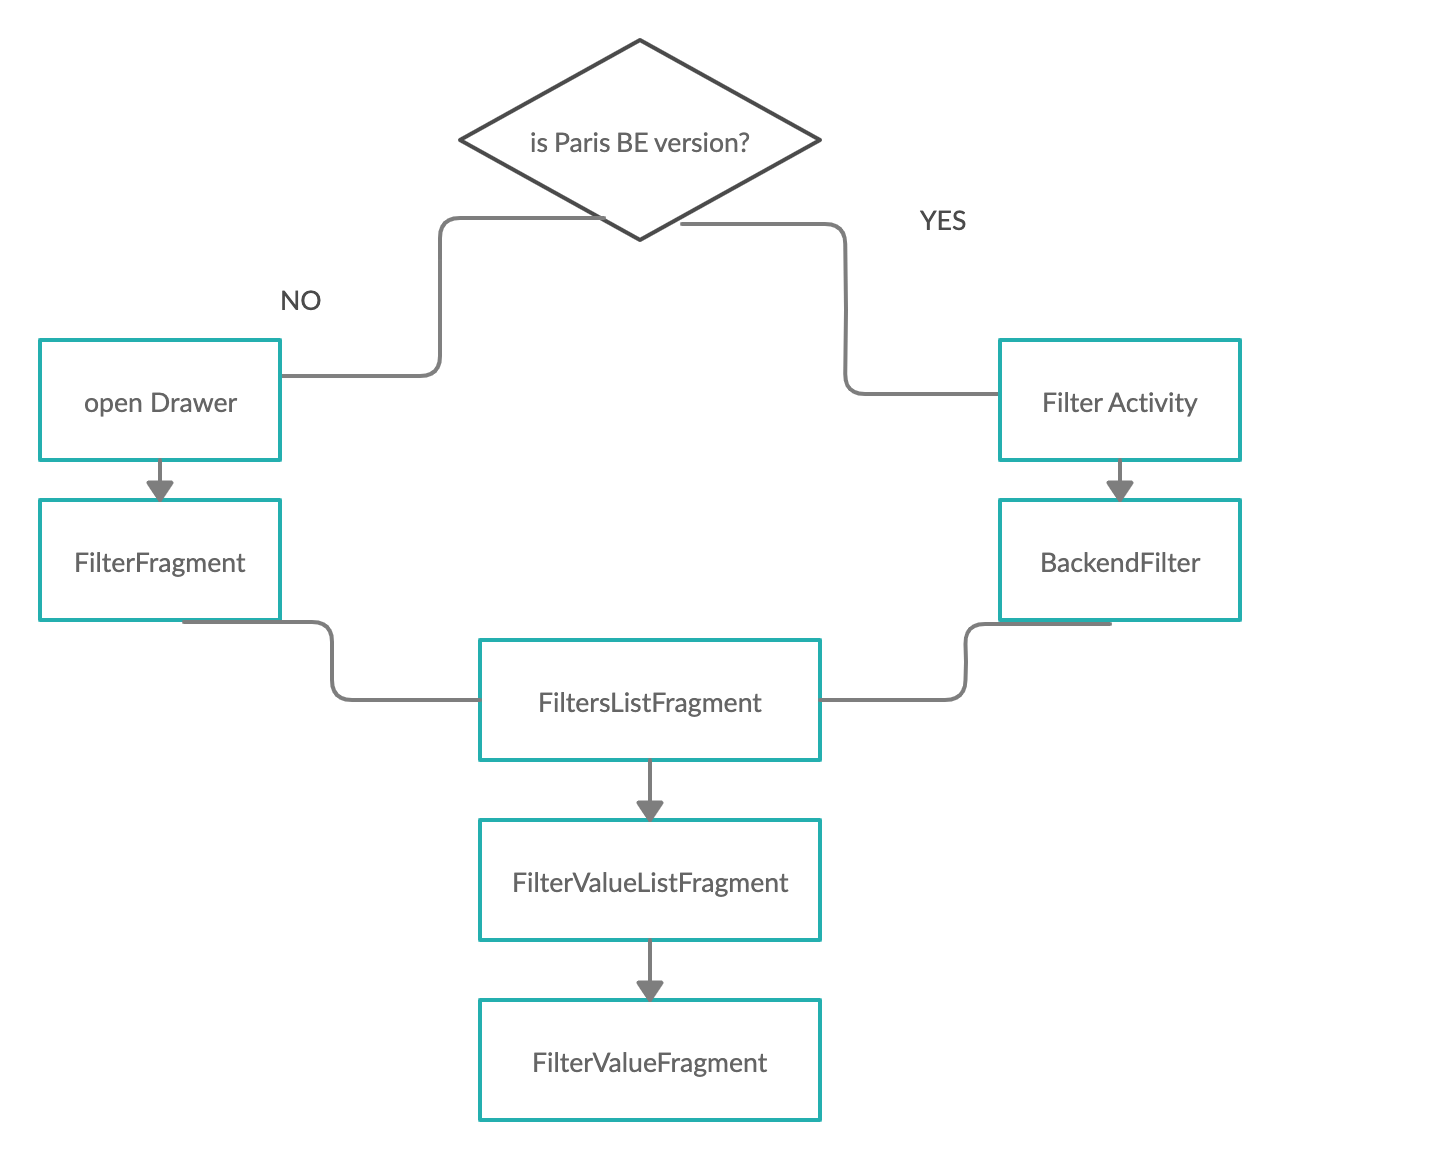 is Paris BE version?
YES
NO
open Drawer
Filter Activity
FilterFragment
BackendFilter
FiltersListFragment
FilterValueListFragment
FilterValueFragment